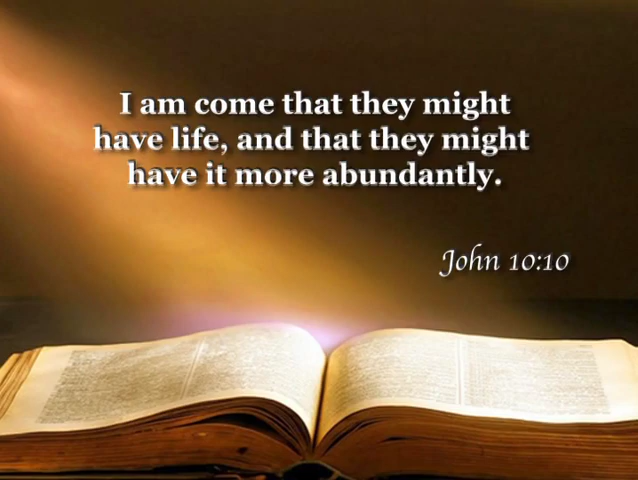 I am come that they might
have life, and that they might
have it more abundantly.
John 10:10